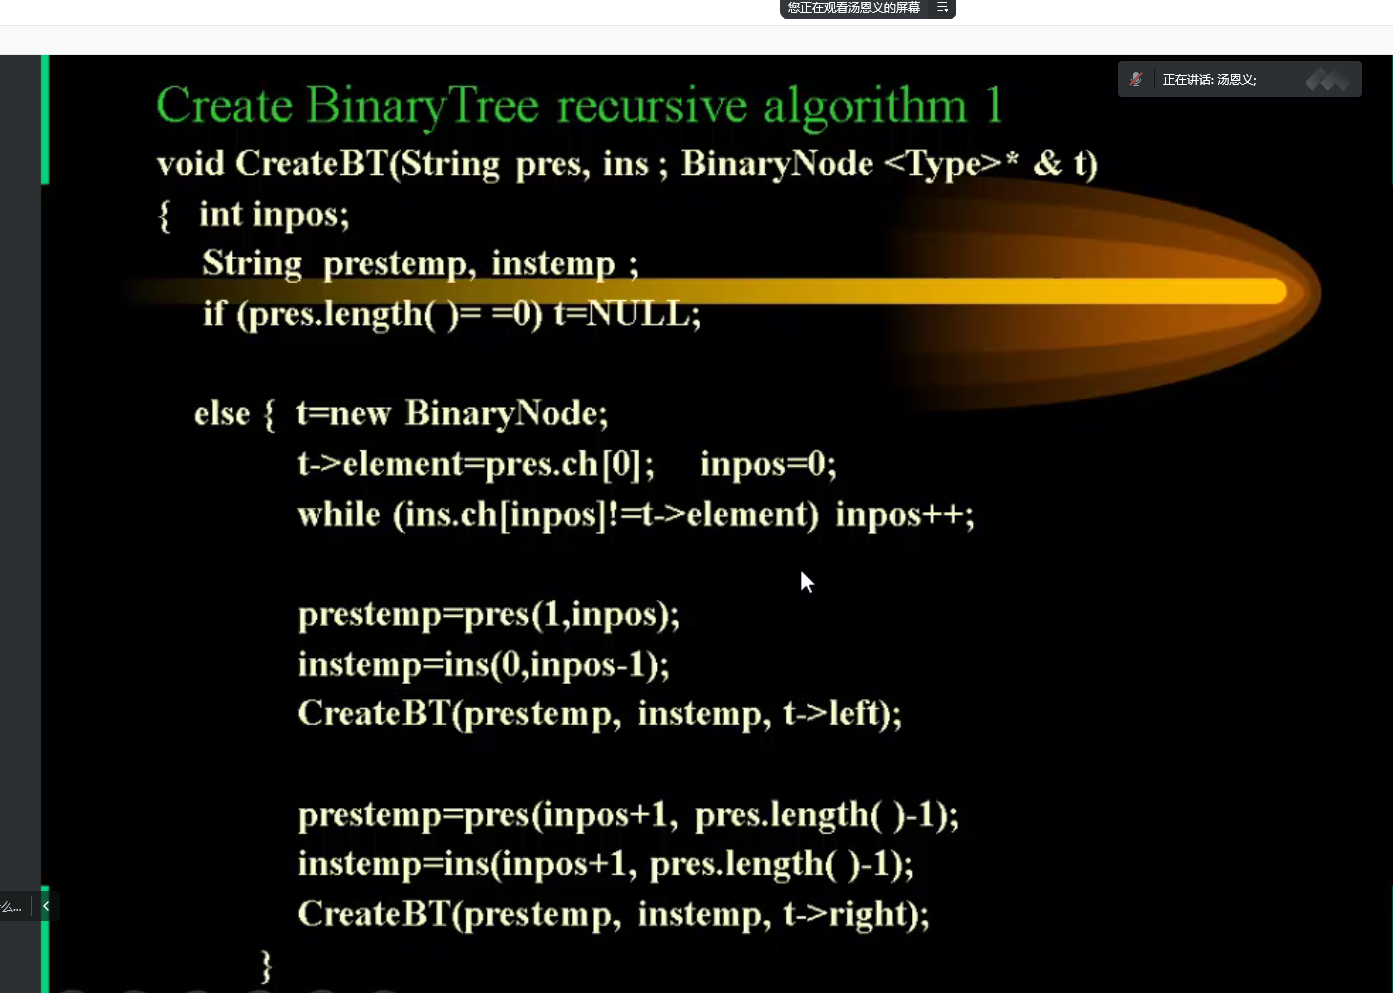 您正在观看汤恩义的屏幕
正在讲话: 汤恩义;
Create BinaryTree recursive algorithm 1
void CreateBT(String pres, ins ; BinaryNode <Type>* & t)
{ int inpos;
String prestemp, instemp ;
if (pres.length( )= =0) t=NULL;
else { t=new BinaryNode;
t->element=pres.ch[0]; inpos=0;
while (ins.ch[inpos]!=t->element) inpos++;
prestemp=pres(1,inpos);
instemp=ins(0,inpos-1);
CreateBT(prestemp, instemp, t->left);
prestemp=pres(inpos+1, pres.length( )-1);
instemp=ins(inpos+1, pres.length( )-1);
CreateBT(prestemp, instemp, t->right);
}
么...